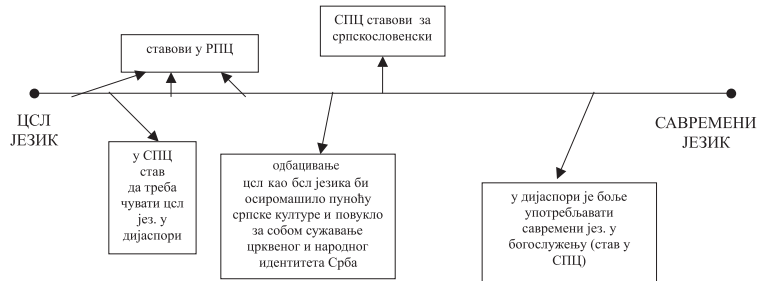 СПЦ ставови за
српскословенски
ставови у РПЦ
ЦСЛ
ЈЕЗИК
САВРЕМЕНИ
ЈЕЗИК
у СПЦ
став
да треба
чувати цсл
јез. у
дијаспори
одбацивање
цсл као бсл језика би
осиромашило пуноћу
српске културе и повукло
за собом сужавање
црквеног и народног
идентитета Срба
у дијаспори је боље
употребљавати
савремени јез. у
богослужењу (став у
СПЦ)